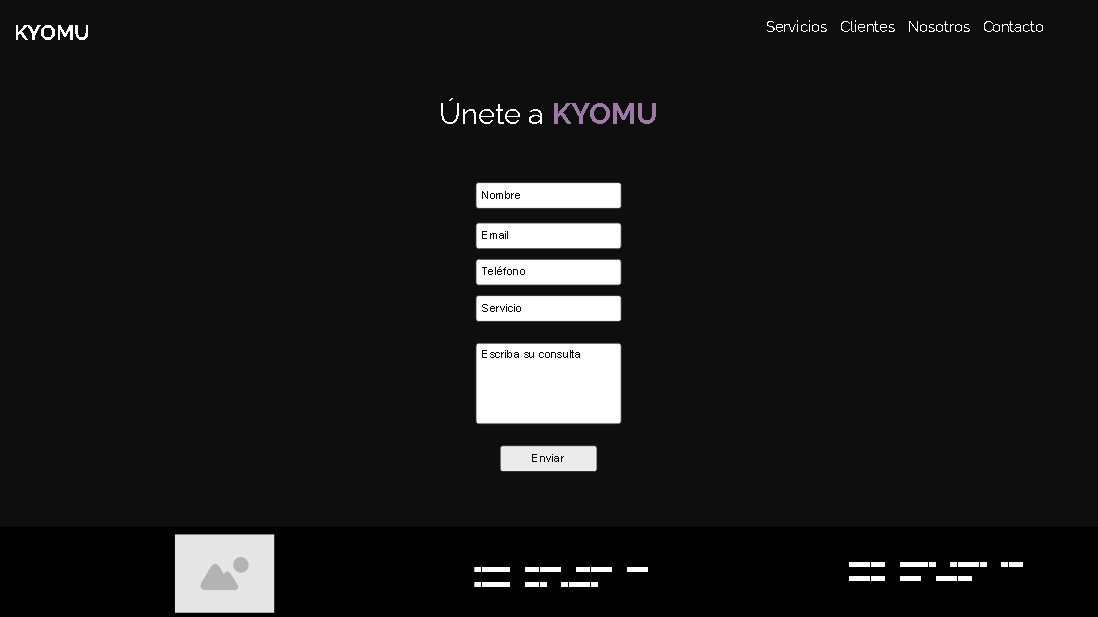 KYOMU
Servicios Clientes Nosotros Contacto
Únete a KYOMU
Nombre
Email
Teléfono
Servicio
Escriba su consulta
Enviar